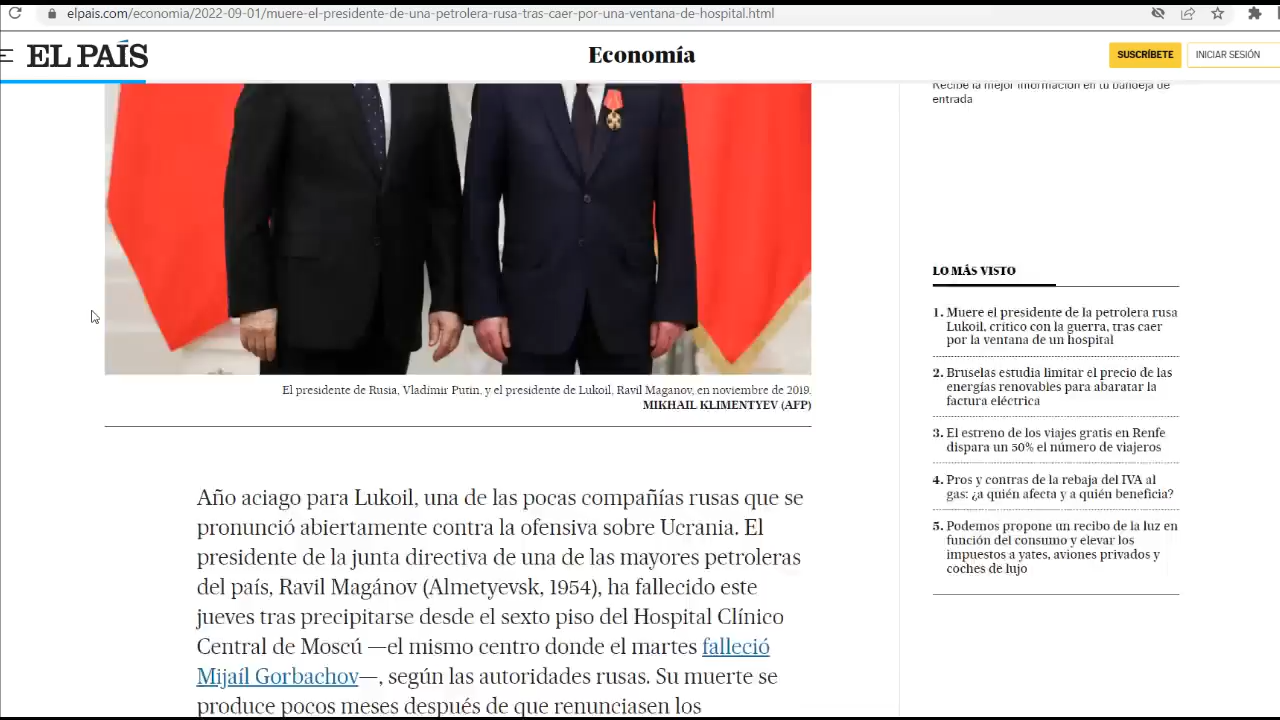 elpais.com/economia/2022-09-01/muere-el-presidente-de-una-petrolera-rusa-tras-caer-por-una-ventana-de-hospital.html
EL PAÍS
Economía
SUSCRÍBETE
INICIAR SESIÓN
Recibe la mejor información en tu bandeja de
entrada
El presidente de Rusia, Vladímir Putin, y el presidente de Lukoil, Ravil Maganov, en noviembre de 2019.
MIKHAIL KLIMENTYEV (AFP)
Año aciago para Lukoil, una de las pocas compañías rusas que se
pronunció abiertamente contra la ofensiva sobre Ucrania. El
presidente de la junta directiva de una de las mayores petroleras
del país, Ravil Magánov (Almetyevsk, 1954), ha fallecido este
jueves tras precipitarse desde el sexto piso del Hospital Clínico
Central de Moscú —el mismo centro donde el martes falleció
Mijaíl Gorbachov—, según las autoridades rusas. Su muerte se
produce pocos meses después de que renunciasen los
LO MÁS VISTO
1. Muere el presidente de la petrolera rusa
Lukoil, crítico con la guerra, tras caer
por la ventana de un hospital
2. Bruselas estudia limitar el precio de las
energías renovables para abaratar la
factura eléctrica
3. El estreno de los viajes gratis en Renfe
dispara un 50% el número de viajeros
4. Pros y contras de la rebaja del IVA al
gas: ¿a quién afecta y a quién beneficia?
5. Podemos propone un recibo de la luz en
función del consumo y elevar los
impuestos a yates, aviones privados y
coches de lujo